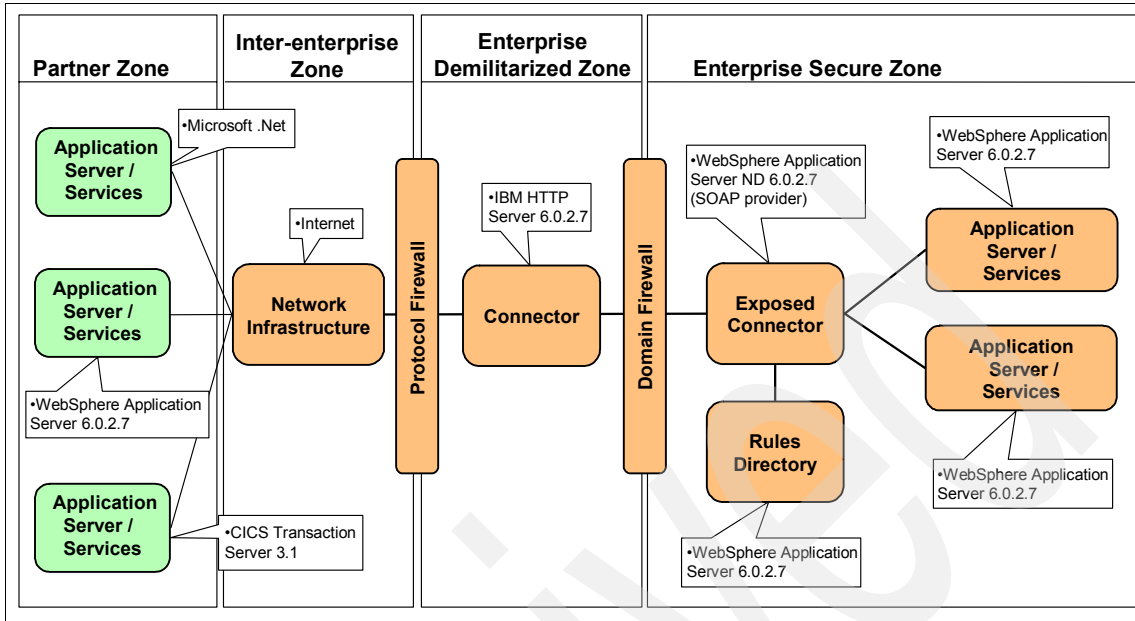 Partner Zone
Inter-enterprise
Zone
Enterprise
Demilitarized Zone
Enterprise Secure Zone
Application
Server /
Services
•Microsoft .Net
Application
Server /
Services
•WebSphere Application
Server 6.0.2.7
Application
Server /
Services
•CICS Transaction
Server 3.1
•Internet
Network
Infrastructure
Protocol Firewall
•IBM HTTP
Server 6.0.2.7
Connector
Domain Firewall
•WebSphere Application
Server ND 6.0.2.7
(SOAP provider)
Exposed
Connector
Rules
Directory
•WebSphere Application
Server 6.0.2.7
•WebSphere Application
Server 6.0.2.7
Application
Server /
Services
Application
Server /
Services
•WebSphere Application
Server 6.0.2.7